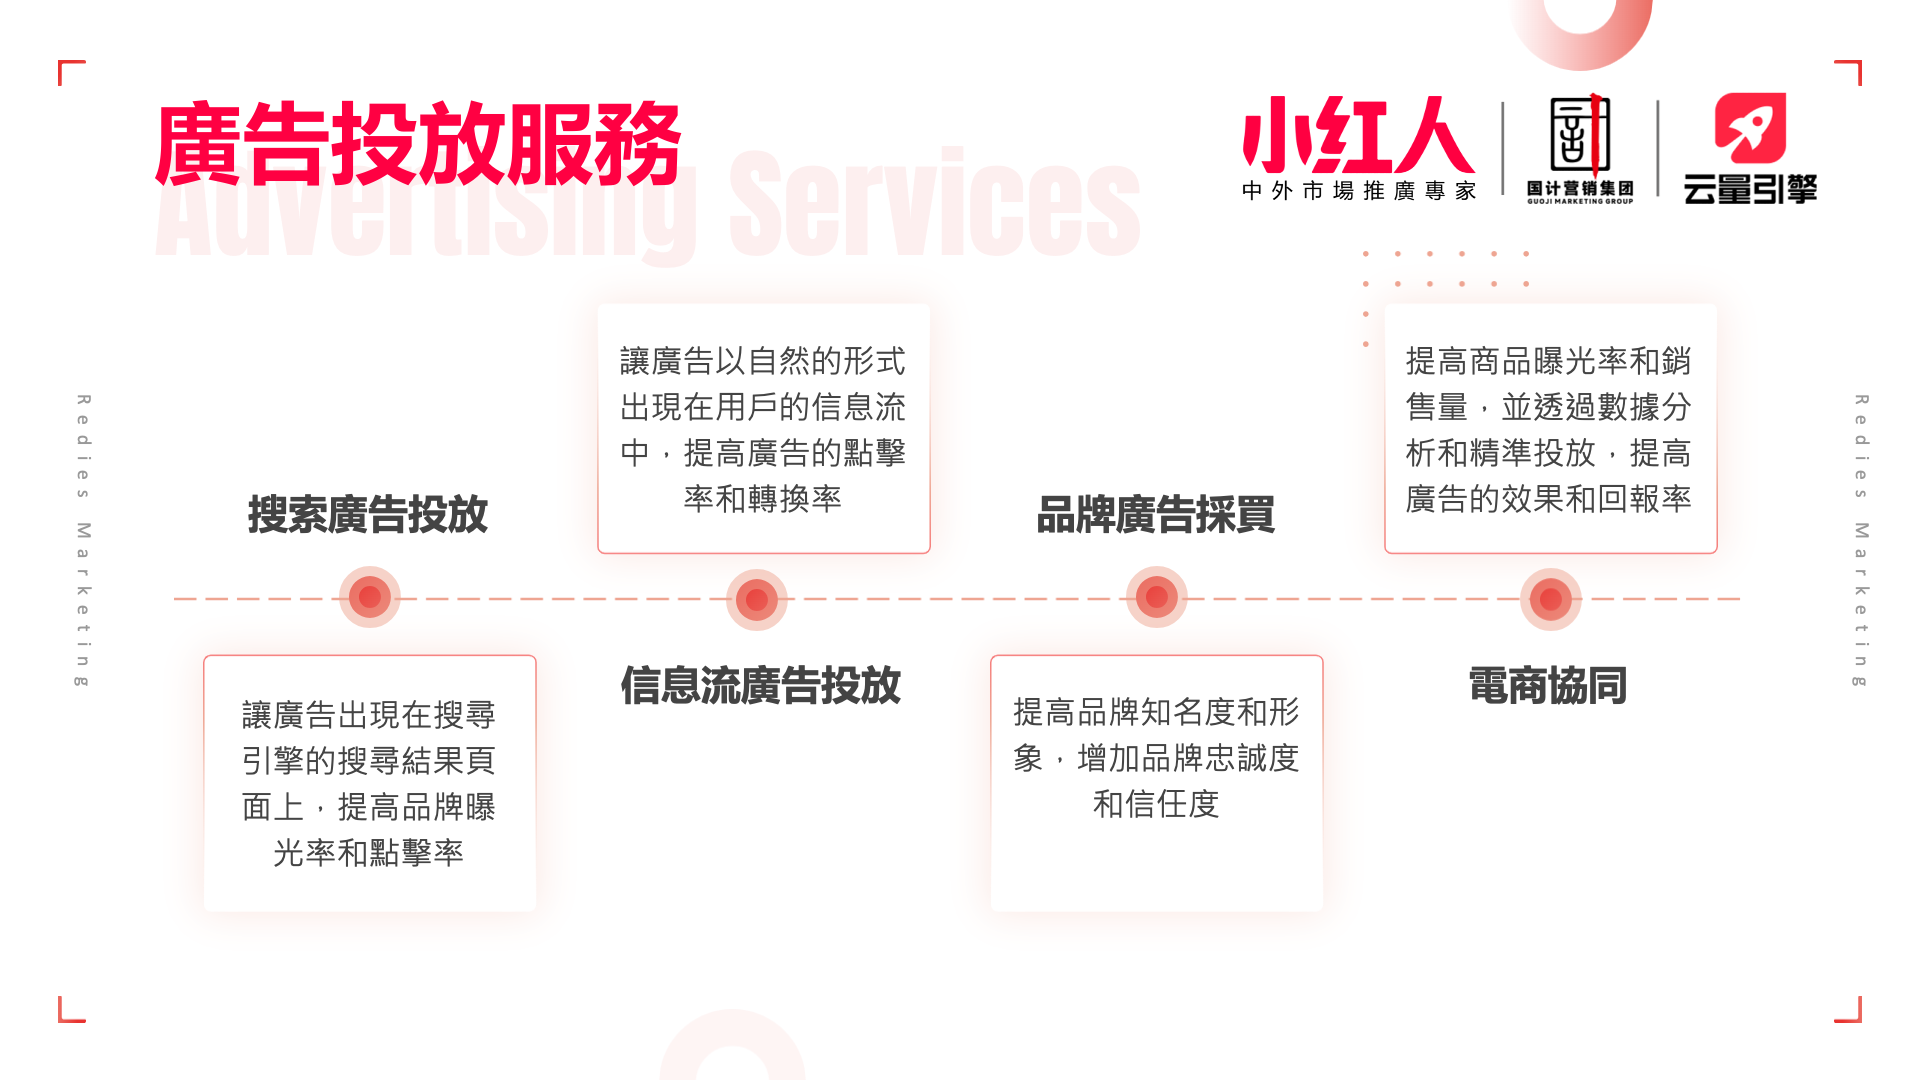 廣告投放服務
Advertising Services
小红人
中外市場推廣專家
国计营销集团
GUOJI MARKETING GROUP
云量引擎
Redies Marketing
搜索廣告投放
讓廣告出現在搜尋
引擎的搜尋結果頁
面上，提高品牌曝
光率和點擊率
讓廣告以自然的形式
出現在用戶的信息流
中，提高廣告的點擊
率和轉換率
信息流廣告投放
品牌廣告採買
提高品牌知名度和形
象，增加品牌忠誠度
和信任度
提高商品曝光率和銷
售量，並透過數據分
析和精準投放，提高
廣告的效果和回報率
電商協同
Redies Marketing